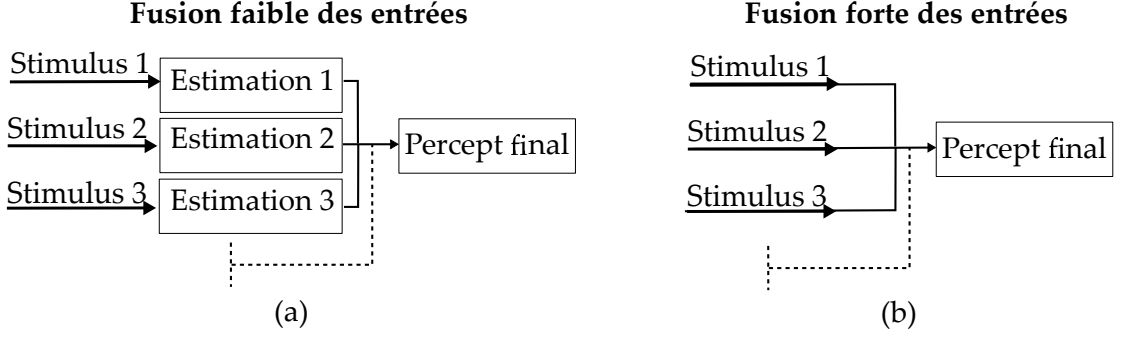 Fusion faible des entrées
Stimulus 1
Estimation 1
Stimulus 2
Estimation 2
Percept final
Stimulus 3
Estimation 3
(a)
Fusion forte des entrées
Stimulus 1
Stimulus 2
Percept final
Stimulus 3
(b)